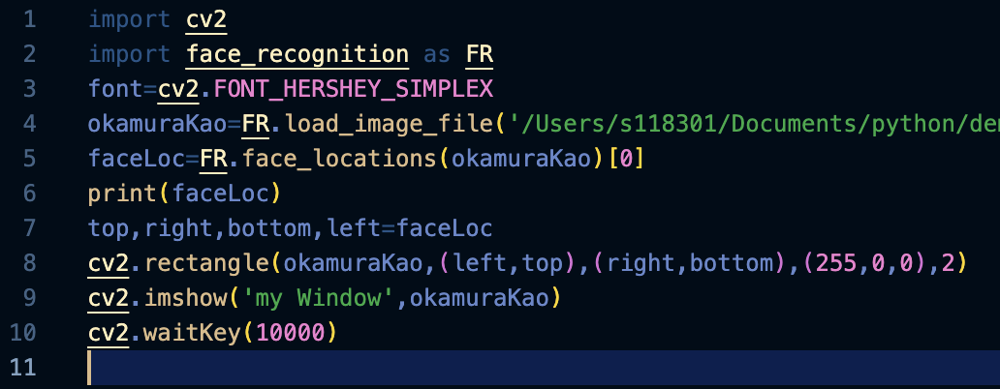 1 import cv2
2 import face_recognition as FR
3 font=cv2.FONT_HERSHEY_SIMPLEX
4 okamuraKao=FR.load_image_file('/Users/s118301/Documents/python/
5 faceLoc=FR.face_locations(okamuraKao)[0]
6 print(faceLoc)
7 top,right,bottom,left=faceLoc
8 cv2.rectangle(okamuraKao,(left,top),(right,bottom),(255,0,0),2)
9 cv2.imshow('my Window',okamuraKao)
10 cv2.waitKey(10000)
11